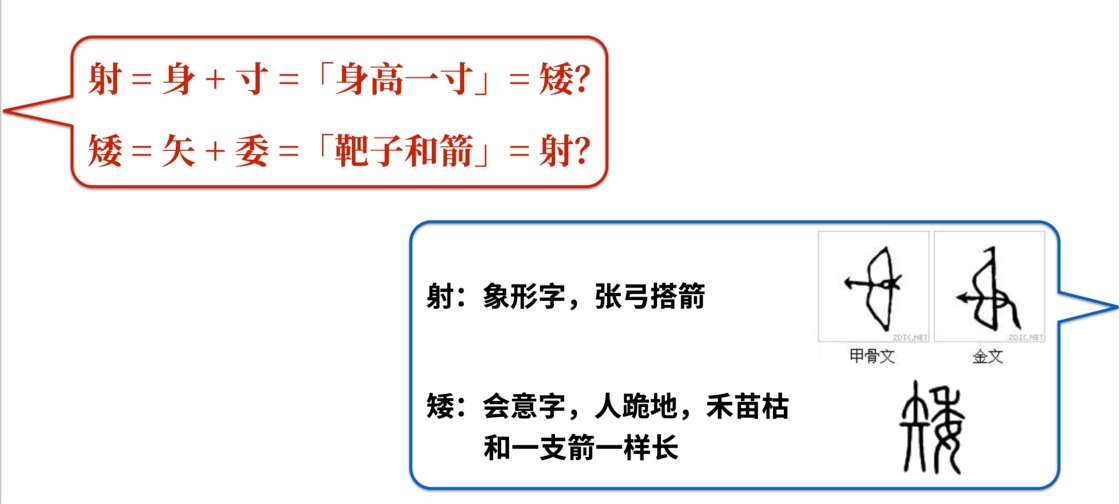 射 = 身 + 寸 =「身高一寸」= 矮？
矮 = 矢 + 委 =「靶子和箭」= 射？
射：象形字，张弓搭箭
ZDIC.NET
ZDIC.NET
甲骨文
金文
矮：会意字，人跪地，禾苗枯
和一支箭一样长
矮